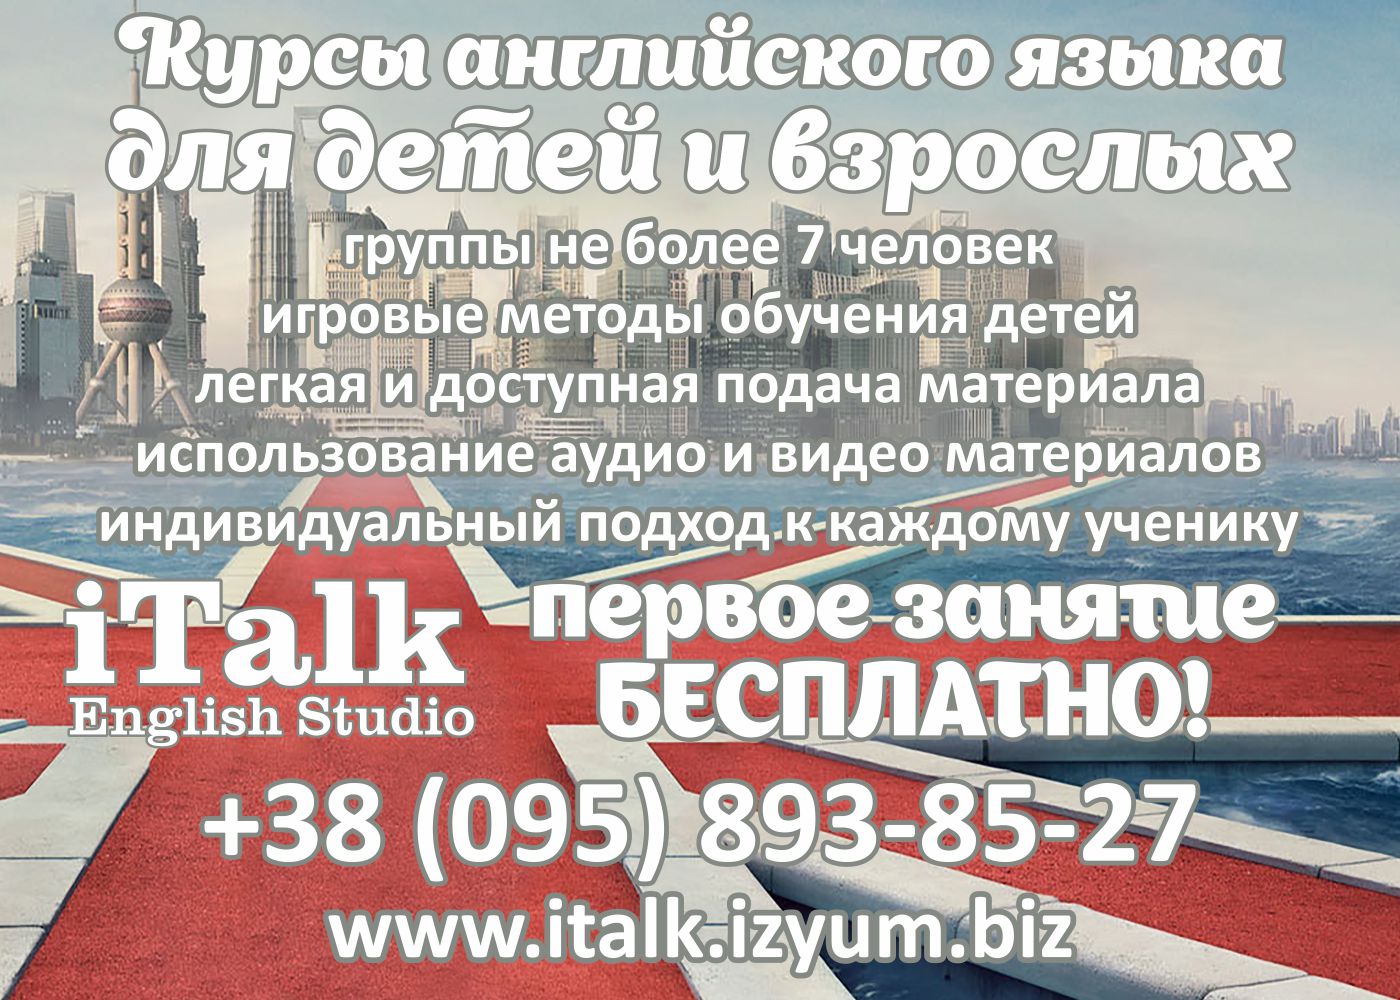 Курсы английского языка
для детей и взрослых
группы не более 7 человек
игровые методы обучения детей
легкая и доступная подача материала
использование аудио и видео материалов
индивидуальный подход к каждому ученику
iTalk
English Studio
первое занятие
БЕСПЛАТНО!
+38 (095) 893-85-27
www.italk.izyum.biz